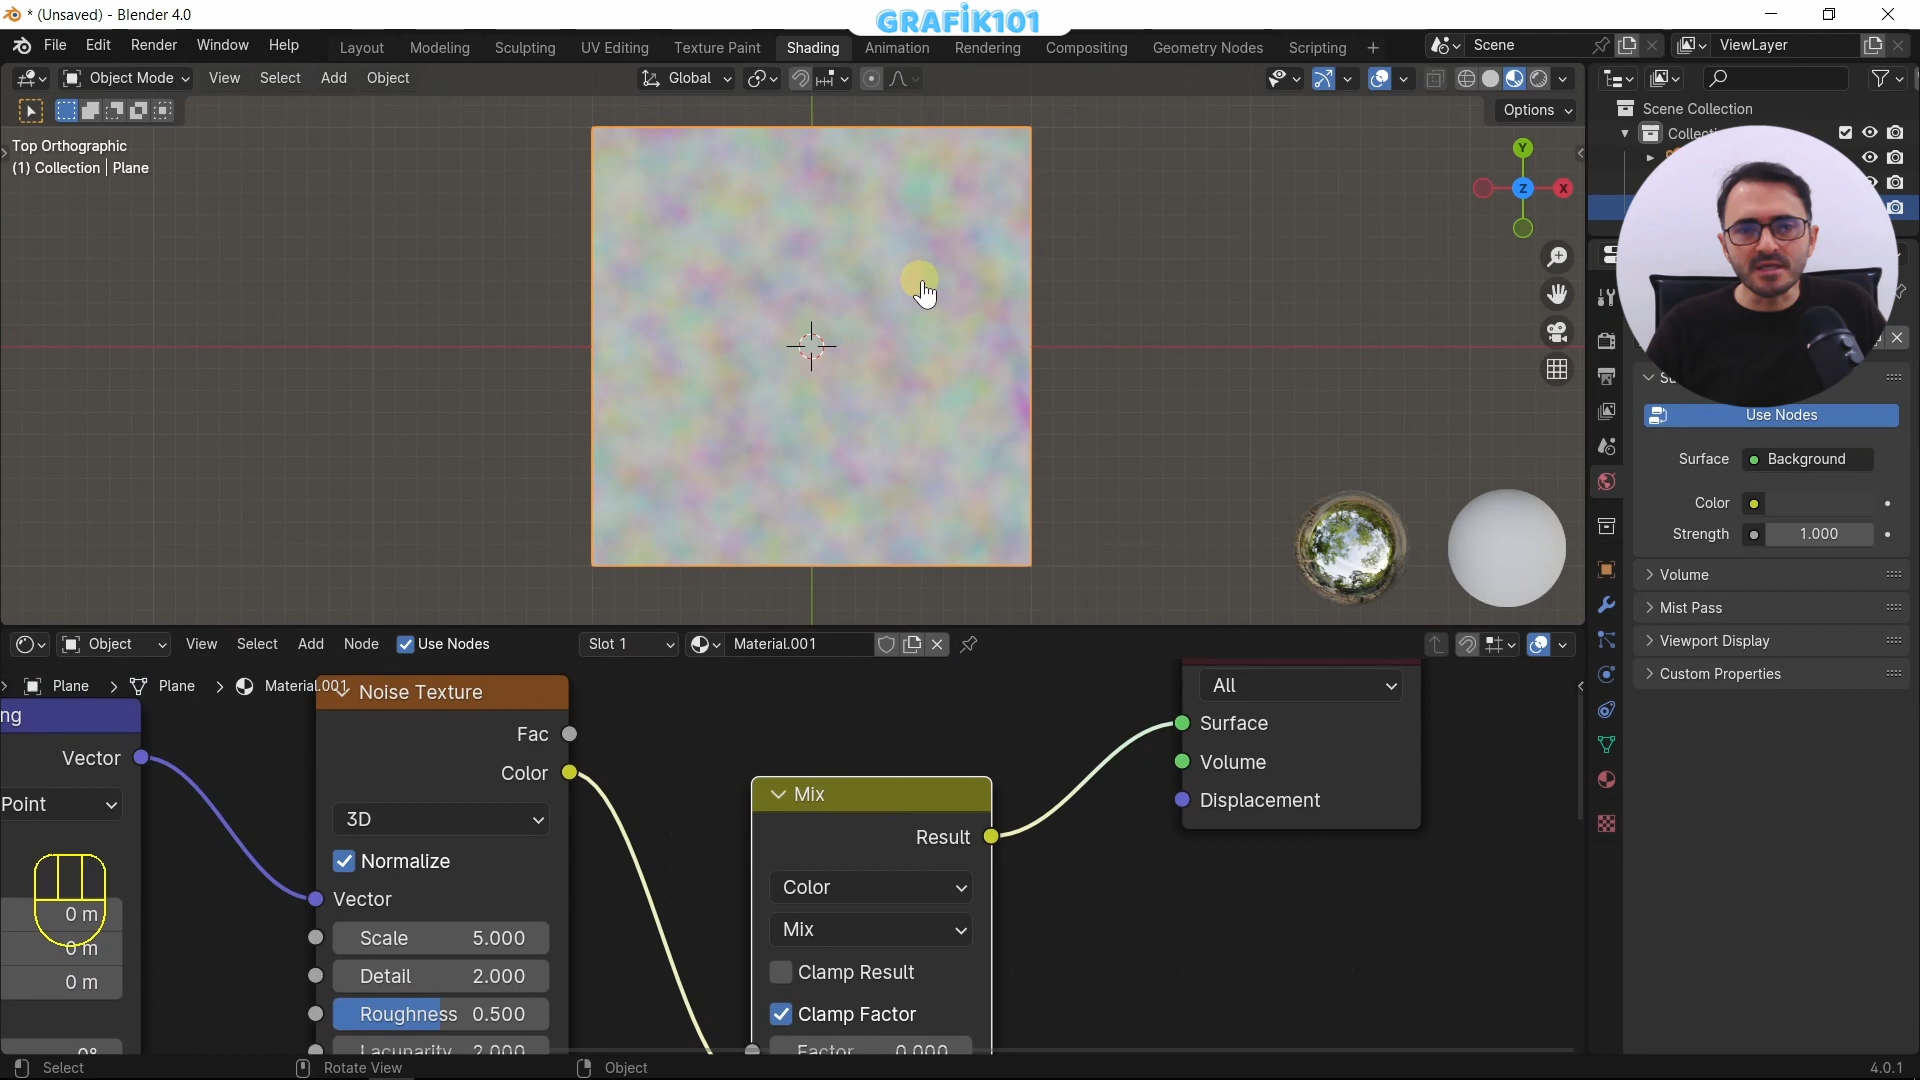 * (Unsaved) - Blender 4.0
GRAFİK101
File Edit Render Window Help
Layout Modeling Sculpting UV Editing Texture Paint Shading Animation Rendering Compositing Geometry Nodes Scripting +
Scene
ViewLayer
Object Mode View Select Add Object
Global
Options
Top Orthographic
(1) Collection | Plane
Y
Z
X
Scene Collection
Use Nodes
Surface Background
Color
Strength 1.000
Volume
Mist Pass
Viewport Display
Custom Properties
Object View Select Add Node Use Nodes
Slot 1
Material.001
Plane > Plane > Material.001
ng
Vector
Point
0 m
0 m
0 m
0°
Noise Texture
Fac
Color
3D
Normalize
Vector
Scale 5.000
Detail 2.000
Roughness 0.500
Lacunarity 2.000
Mix
Result
Color
Mix
Clamp Result
Clamp Factor
Factor 0.000
All
Surface
Volume
Displacement
Select
Rotate View
Object
4.0.1